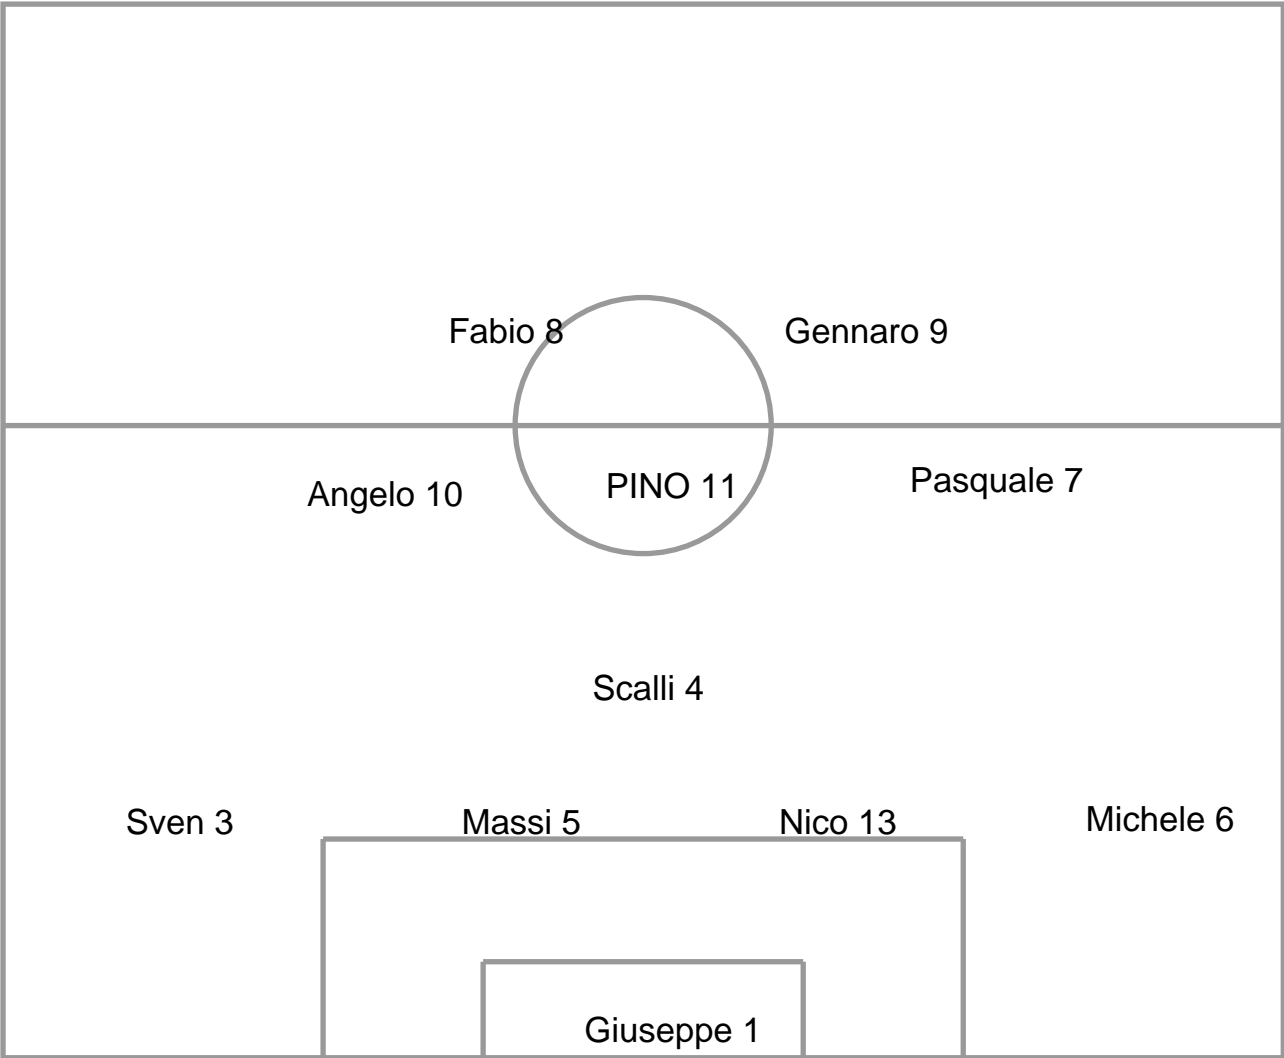 Fabio 8
Gennaro 9
Angelo 10
PINO 11
Pasquale 7
Scalli 4
Sven 3
Massi 5
Nico 13
Michele 6
Giuseppe 1